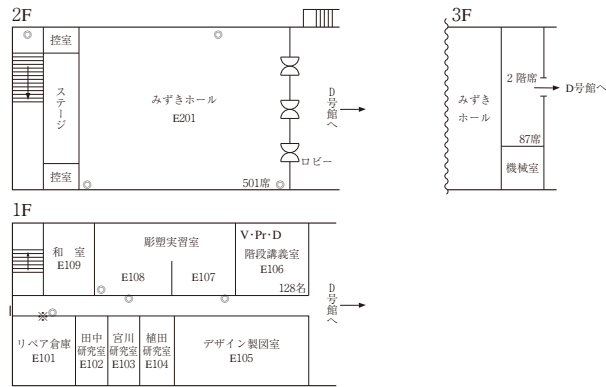 2F
控室
ステージ
みずきホール
E201
控室
501席
ロビー
D号館へ
3F
みずき
ホール
2階席
D号館へ
87席
機械室
1F
和 室
E109
彫塑実習室
E108
E107
V・Pr・D
階段講義室
E106
128名
D号館へ
※
リペア倉庫
E101
田中
研究室
E102
宮川
研究室
E103
植田
研究室
E104
デザイン製図室
E105